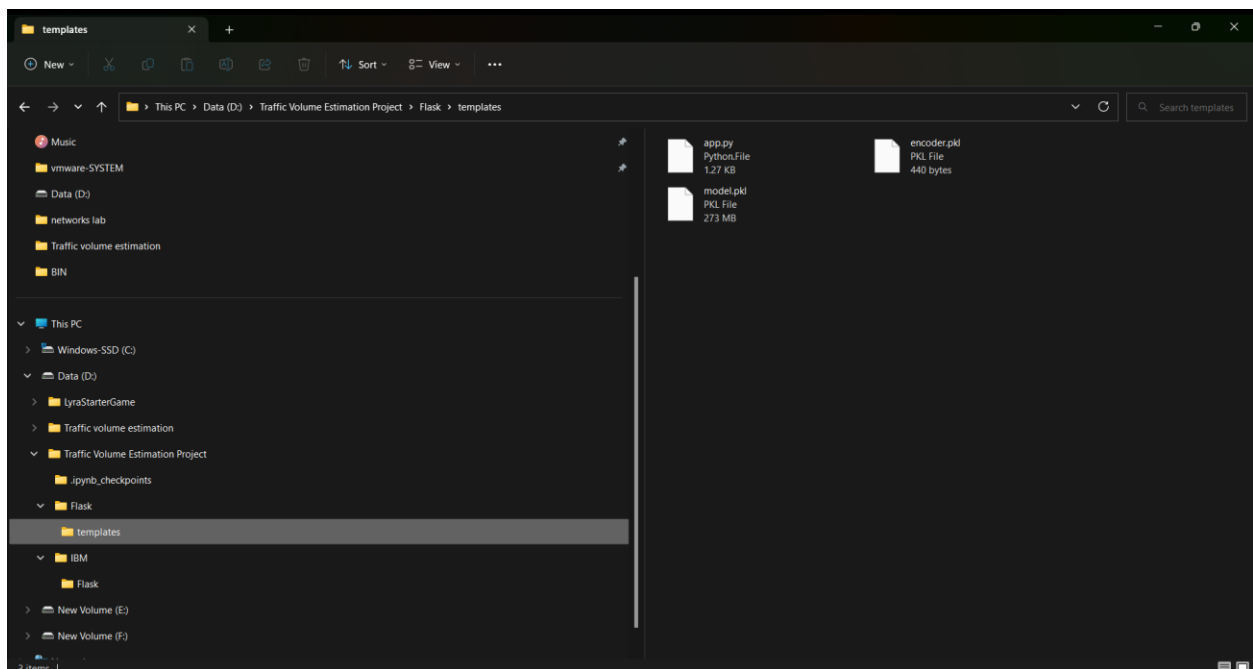 templates
New
Sort
View
This PC > Data (D:) > Traffic Volume Estimation Project > Flask > templates
Search templates
Music
vmware-SYSTEM
Data (D:)
networks lab
Traffic volume estimation
BIN
This PC
Windows-SSD (C:)
Data (D:)
LyraStarterGame
Traffic volume estimation
Traffic Volume Estimation Project
.ipynb_checkpoints
Flask
templates
IBM
Flask
New Volume (E:)
New Volume (F:)
app.py
Python.File
1.27 KB
encoder.pkl
PKL File
440 bytes
model.pkl
PKL File
273 MB
items